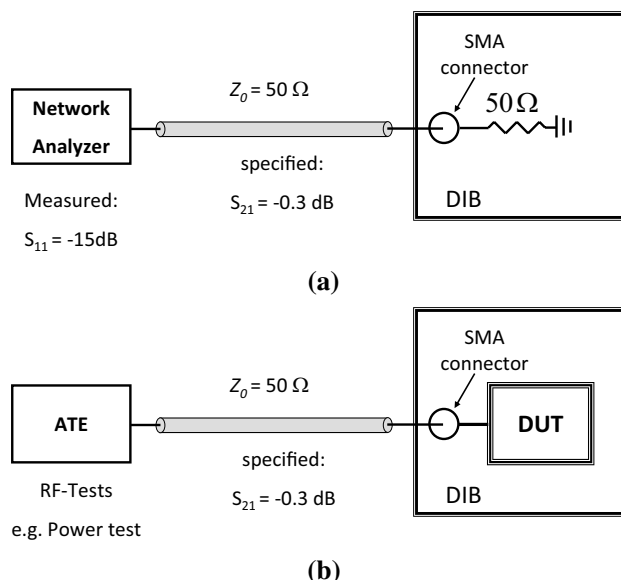 SMA
connector
Z₀ = 50 Ω
50 Ω
Network
Analyzer
specified:
S₂₁ = -0.3 dB
Measured:
S₁₁ = -15dB
DIB
(a)
SMA
connector
Z₀ = 50 Ω
ATE
DUT
specified:
S₂₁ = -0.3 dB
RF-Tests
e.g. Power test
DIB
(b)